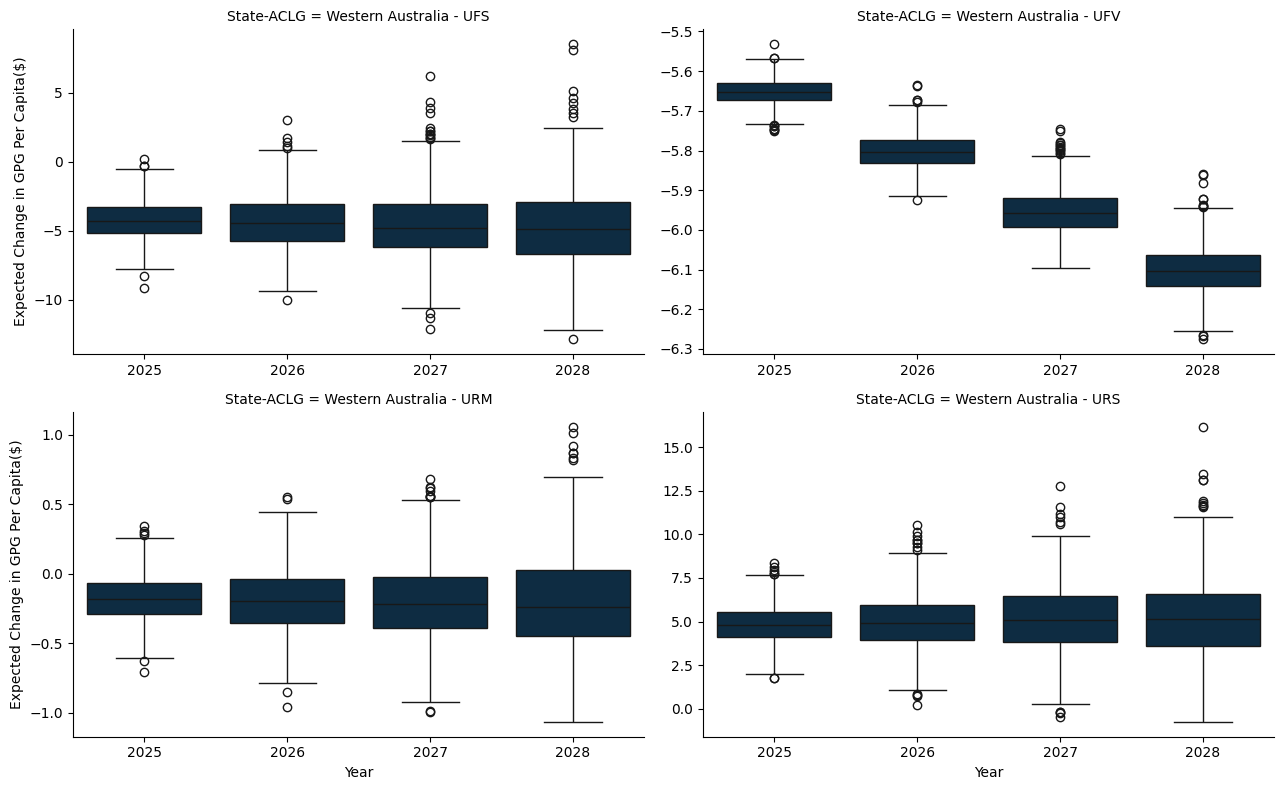 State-ACLG = Western Australia - UFS
Expected Change in GPG Per Capita($)
5
0
−5
−10
2025 2026 2027 2028
State-ACLG = Western Australia - UFV
−5.5
−5.6
−5.7
−5.8
−5.9
−6.0
−6.1
−6.2
−6.3
2025 2026 2027 2028
State-ACLG = Western Australia - URM
Expected Change in GPG Per Capita($)
1.0
0.5
0.0
−0.5
−1.0
2025 2026 2027 2028
Year
State-ACLG = Western Australia - URS
15.0
12.5
10.0
7.5
5.0
2.5
0.0
2025 2026 2027 2028
Year